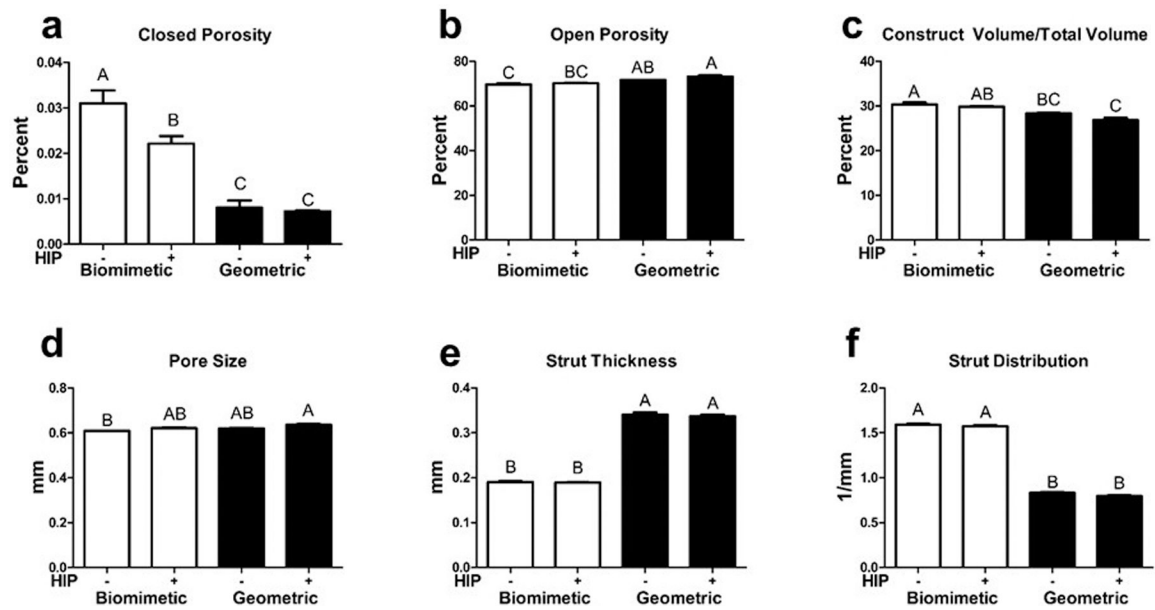 a
Closed Porosity
0.04
0.03
0.02
0.01
0.00
Percent
A
B
C
C
HIP - + - +
Biomimetic Geometric
b
Open Porosity
80
60
40
20
0
Percent
C
BC
AB
A
HIP - + - +
Biomimetic Geometric
c
Construct Volume/Total Volume
40
30
20
10
0
Percent
A
AB
BC
C
HIP - + - +
Biomimetic Geometric
d
Pore Size
0.8
0.6
0.4
0.2
0.0
mm
B
AB
AB
A
HIP - + - +
Biomimetic Geometric
e
Strut Thickness
0.4
0.3
0.2
0.1
0.0
mm
B
B
A
A
HIP - + - +
Biomimetic Geometric
f
Strut Distribution
2.0
1.5
1.0
0.5
0.0
1/mm
A
A
B
B
HIP - + - +
Biomimetic Geometric